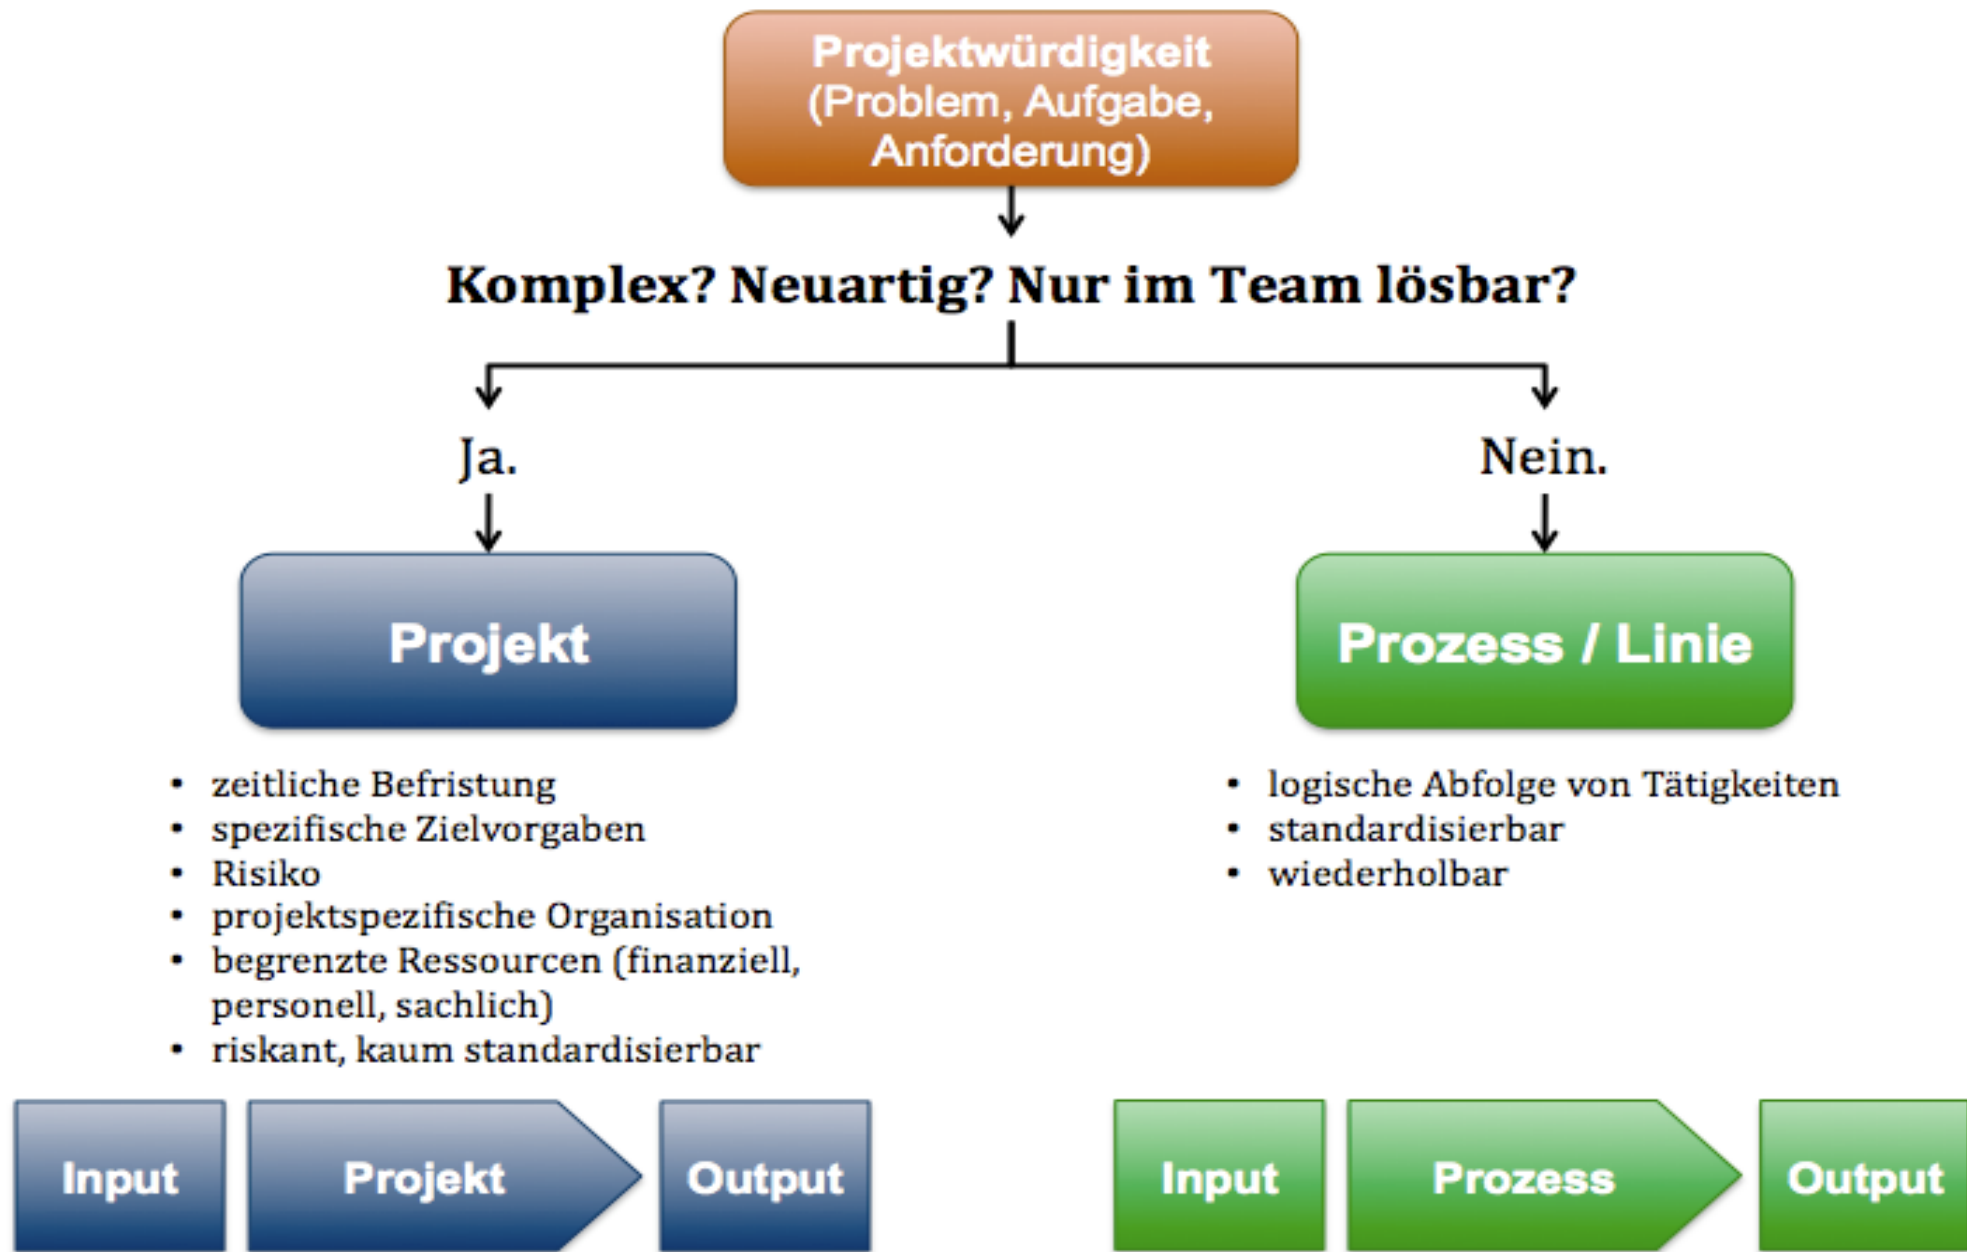 Projektwürdigkeit
(Problem, Aufgabe,
Anforderung)
Komplex? Neuartig? Nur im Team lösbar?
Ja.
Nein.
Projekt
Prozess / Linie
• zeitliche Befristung
• spezifische Zielvorgaben
• Risiko
• projektspezifische Organisation
• begrenzte Ressourcen (finanziell,
personell, sachlich)
• riskant, kaum standardisierbar
• logische Abfolge von Tätigkeiten
• standardisierbar
• wiederholbar
Input
Projekt
Output
Input
Prozess
Output